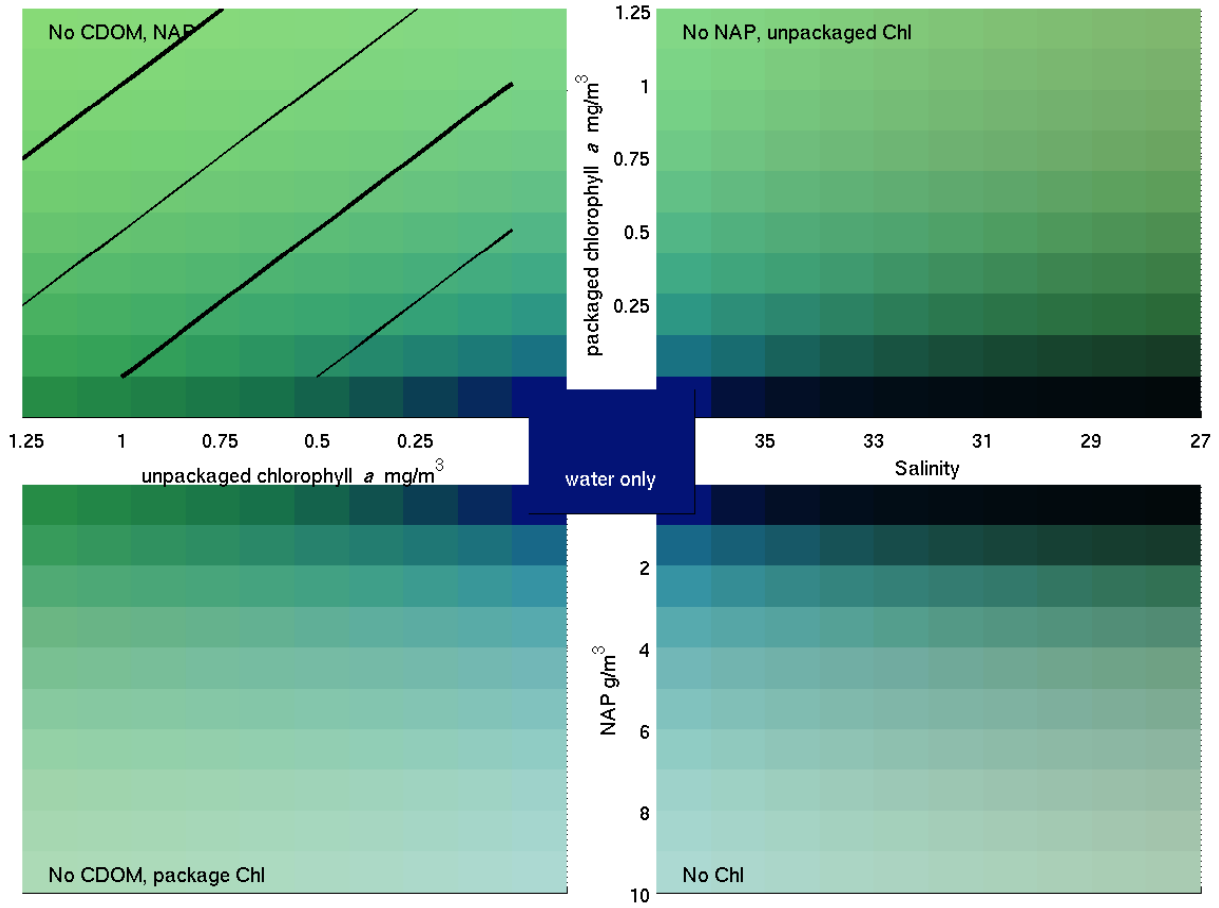 No CDOM, NAP
No NAP, unpackaged Chl
1.25
1
0.75
0.5
0.25
packaged chlorophyll a mg/m³
1.25 1 0.75 0.5 0.25
unpackaged chlorophyll a mg/m³
water only
35 33 31 29 27
Salinity
2
4
6
8
10
NAP g/m³
No CDOM, package Chl
No Chl